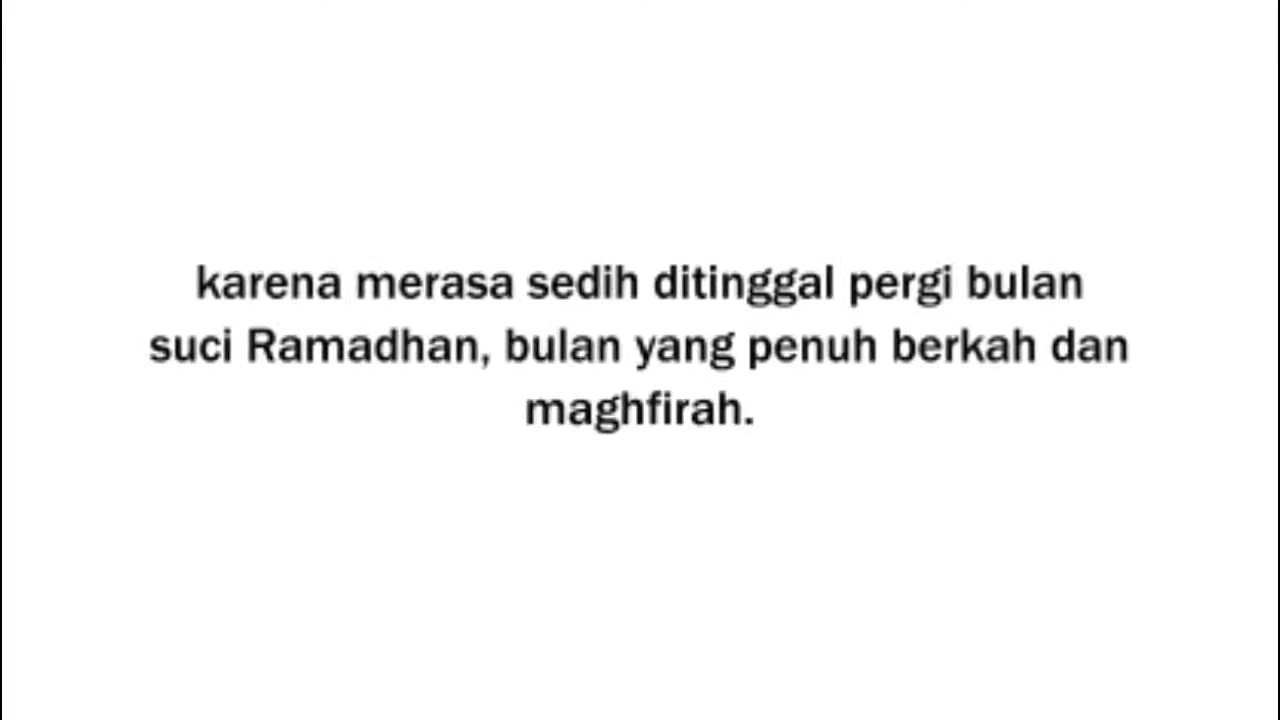 karena merasa sedih ditinggal pergi bulan
suci Ramadhan, bulan yang penuh berkah dan
maghfirah.